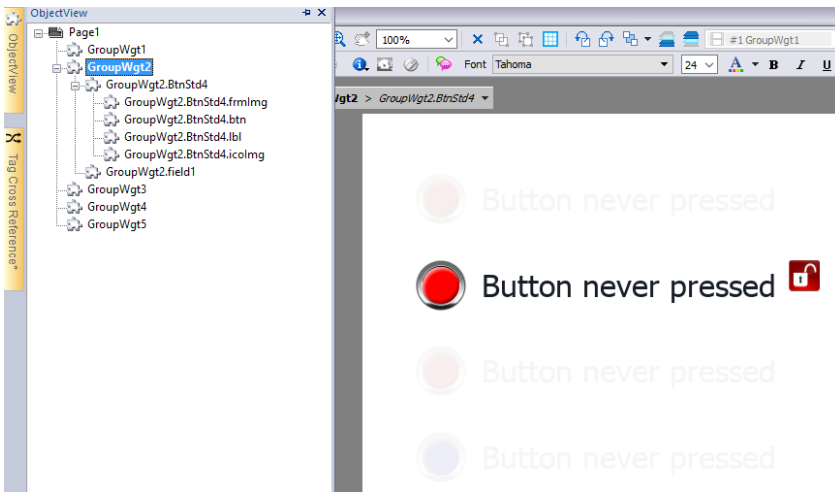 ObjectView
ObjectView
Tag Cross Reference*
Page1
GroupWgt1
GroupWgt2
GroupWgt2.BtnStd4
GroupWgt2.BtnStd4.frmImg
GroupWgt2.BtnStd4.btn
GroupWgt2.BtnStd4.lbl
GroupWgt2.BtnStd4.icoImg
GroupWgt2.field1
GroupWgt3
GroupWgt4
GroupWgt5
100% #1 GroupWgt1
Font Tahoma 24 A B I U
Wgt2 > GroupWgt2.BtnStd4
Button never pressed
Button never pressed
Button never pressed
Button never pressed